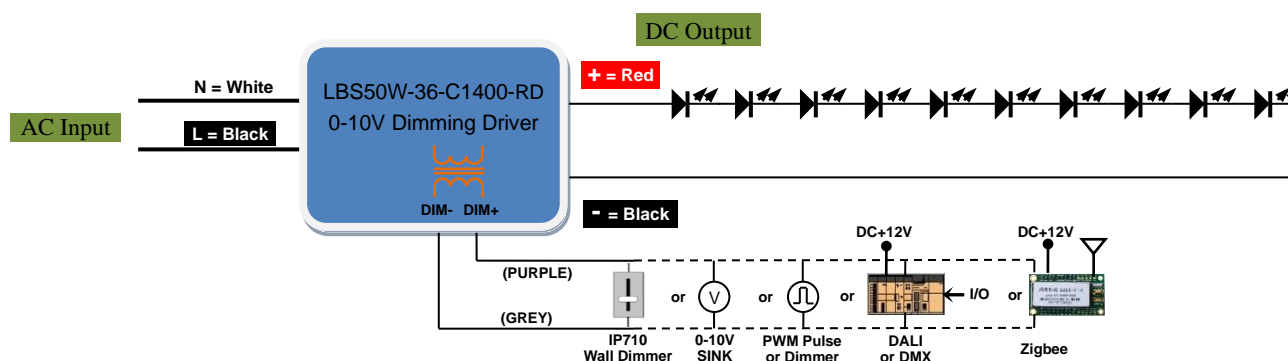 DC Output
+ = Red
N = White
LBS50W-36-C1400-RD
0-10V Dimming Driver
AC Input
L = Black
DIM- DIM+
- = Black
DC+12V
DC+12V
(PURPLE)
or
V
or
or
I/O
or
(GREY)
IP710
Wall Dimmer
0-10V
SINK
PWM Pulse
or Dimmer
DALI
or DMX
Zigbee